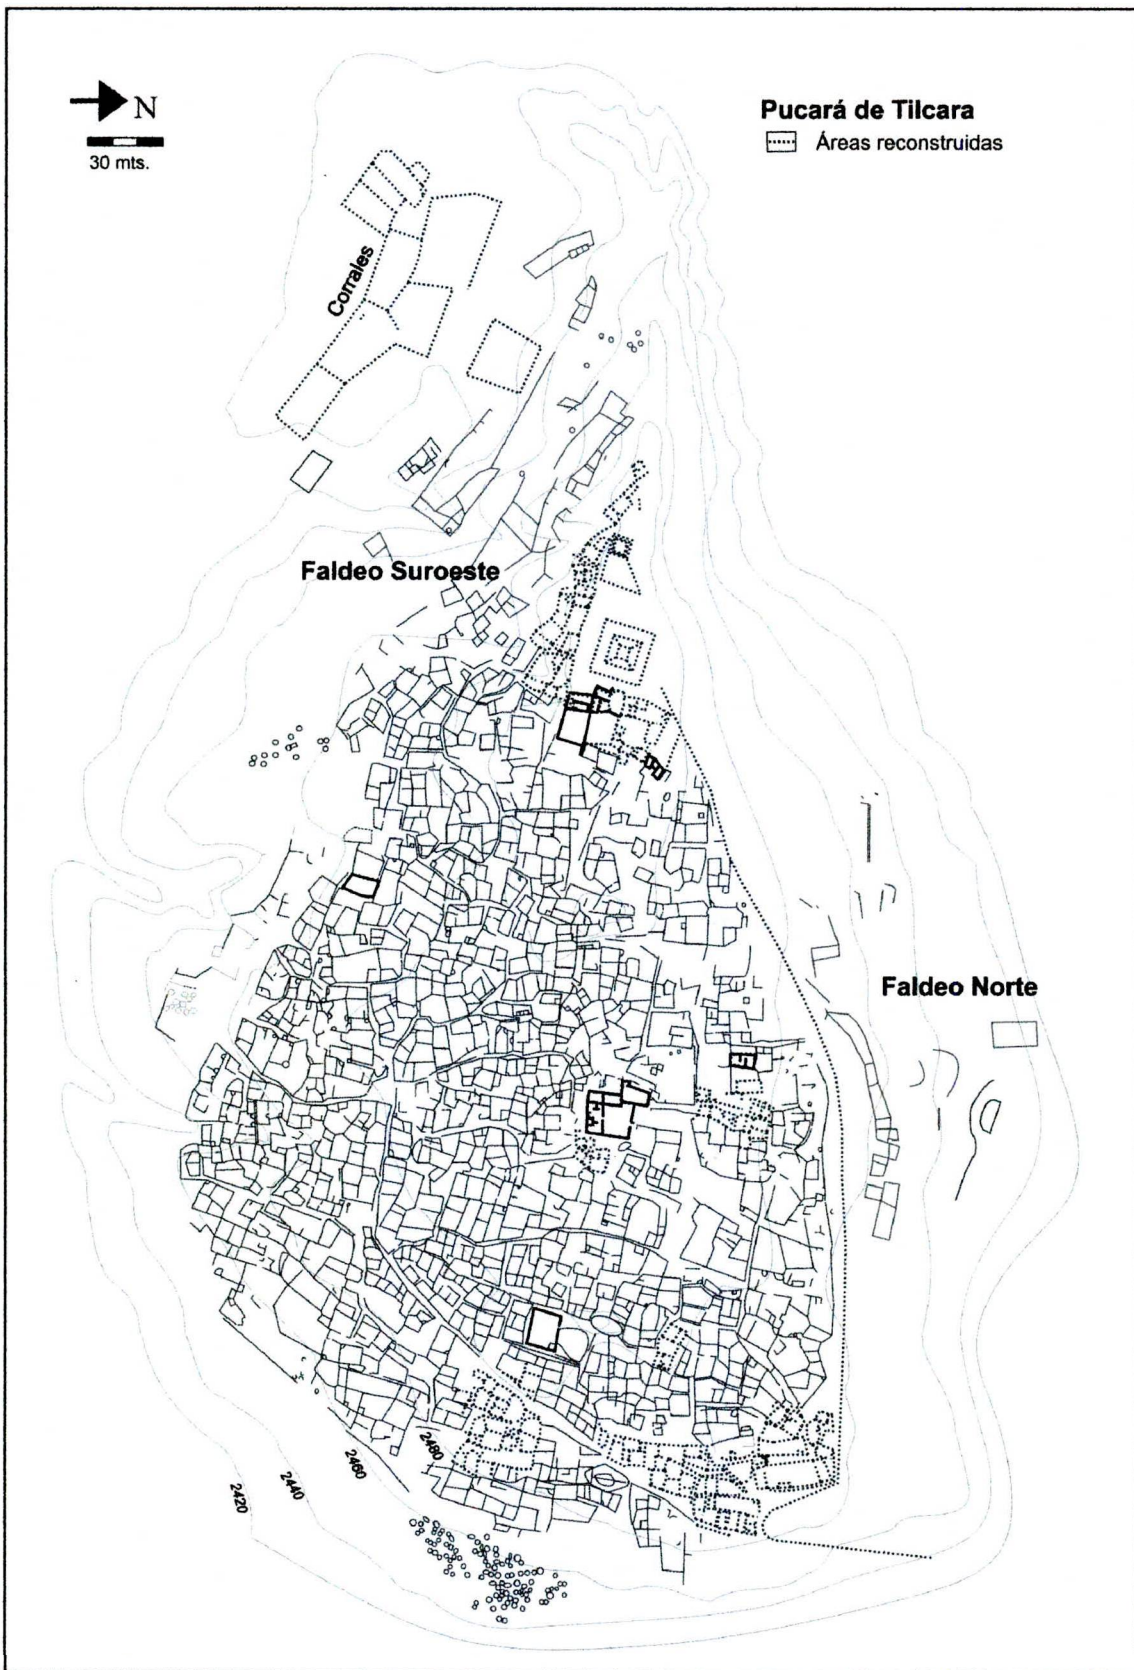 N
30 mts.
Pucará de Tilcara
Áreas reconstruidas
Corrales
Faldeo Suroeste
Faldeo Norte
2480
2460
2440
2420